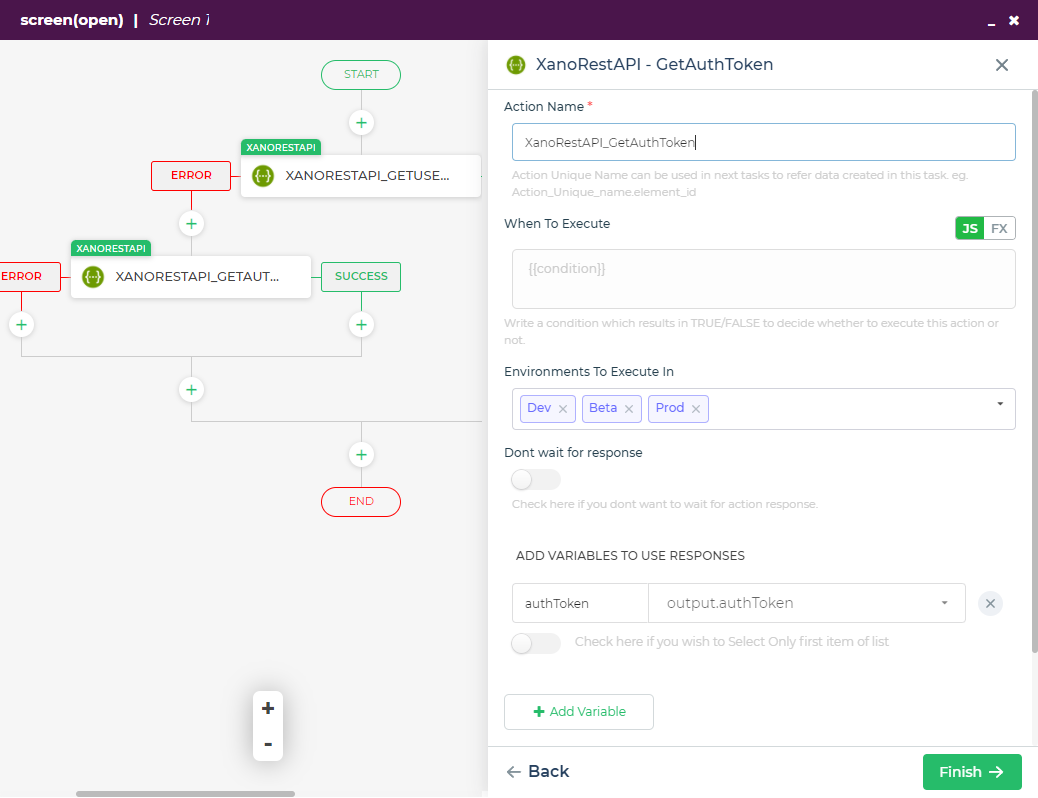 screen(open) | Screen 1
START
XANORESTAPI
ERROR
XANORESTAPI_GETUSE...
XANORESTAPI
ERROR
XANORESTAPI_GETAUT...
SUCCESS
END
+
-
XanoRestAPI - GetAuthToken
Action Name *
XanoRestAPI_GetAuthToken
Action Unique Name can be used in next tasks to refer data created in this task. eg.
Action_Unique_name.element_id
When To Execute
JS FX
{{condition}}
Write a condition which results in TRUE/FALSE to decide whether to execute this action or
not.
Environments To Execute In
Dev Beta Prod
Dont wait for response
Check here if you dont want to wait for action response.
ADD VARIABLES TO USE RESPONSES
authToken output.authToken
Check here if you wish to Select Only first item of list
+ Add Variable
Back
Finish